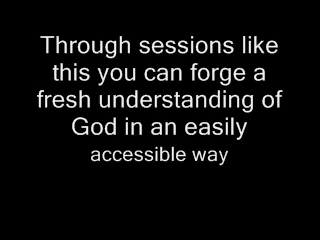 Through sessions like
this you can forge a
fresh understanding of
God in an easily
accessible way